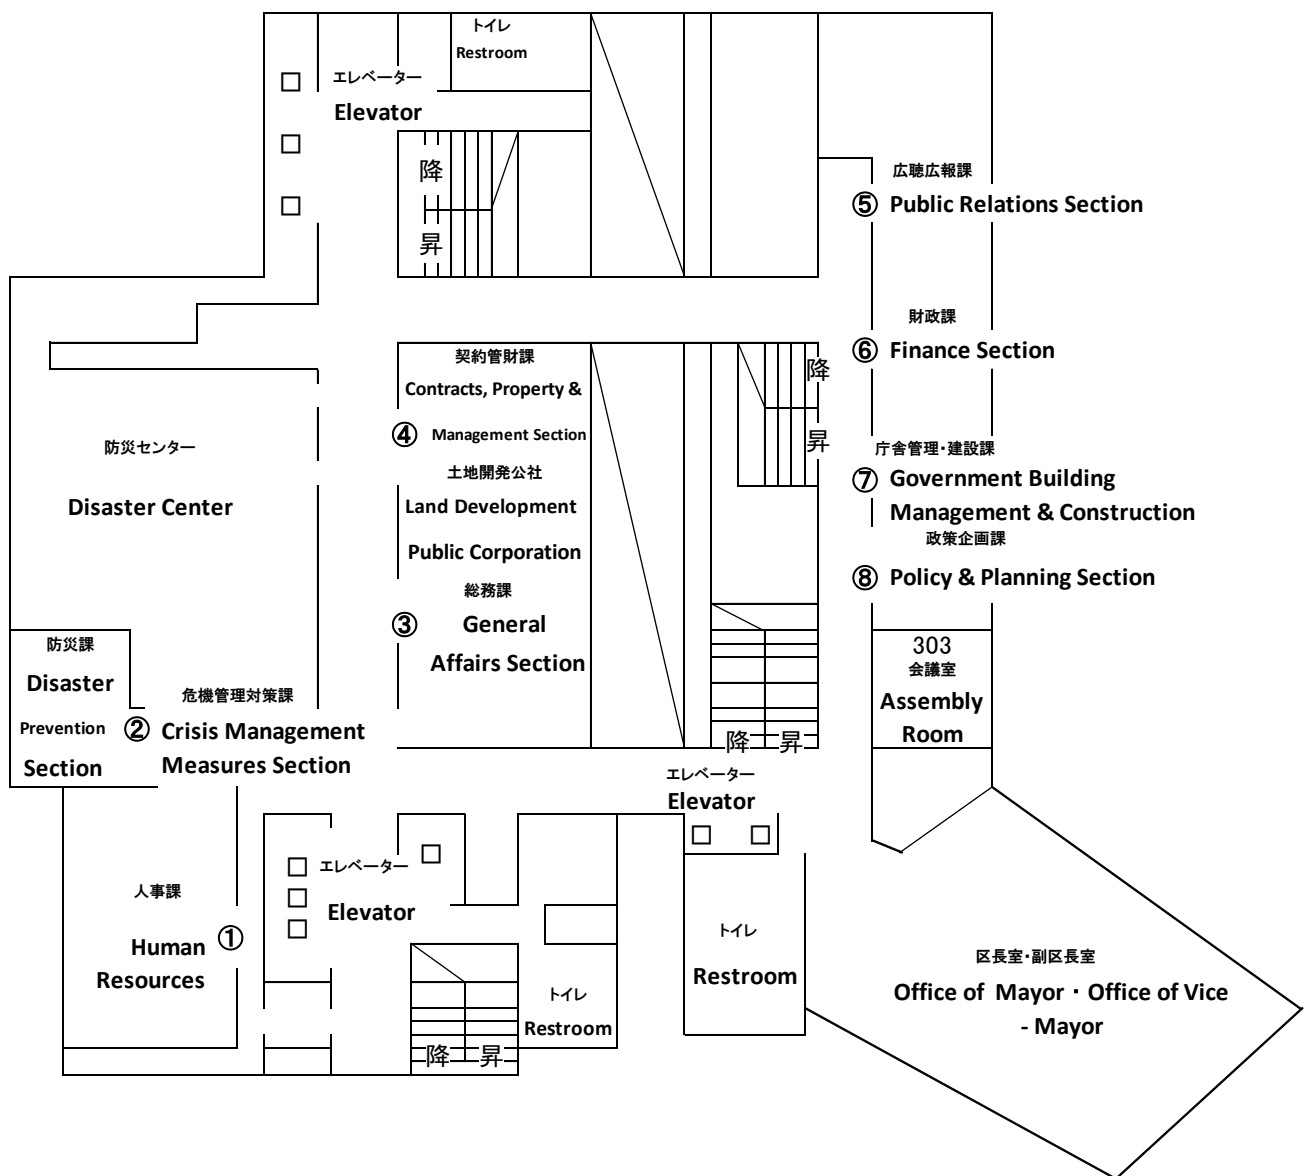 トイレ
Restroom
エレベーター
Elevator
降
昇
広聴広報課
⑤ Public Relations Section
財政課
⑥ Finance Section
降
昇
契約管財課
Contracts, Property &
④ Management Section
土地開発公社
Land Development
Public Corporation
総務課
③ General
Affairs Section
防災センター
Disaster Center
庁舎管理・建設課
⑦ Government Building
Management & Construction
政策企画課
⑧ Policy & Planning Section
303
会議室
Assembly
Room
防災課
Disaster
Prevention
Section
危機管理対策課
② Crisis Management
Measures Section
降 昇
エレベーター
Elevator
エレベーター
Elevator
人事課
Human ①
Resources
トイレ
Restroom
トイレ
Restroom
降 昇
区長室・副区長室
Office of Mayor・Office of Vice
- Mayor